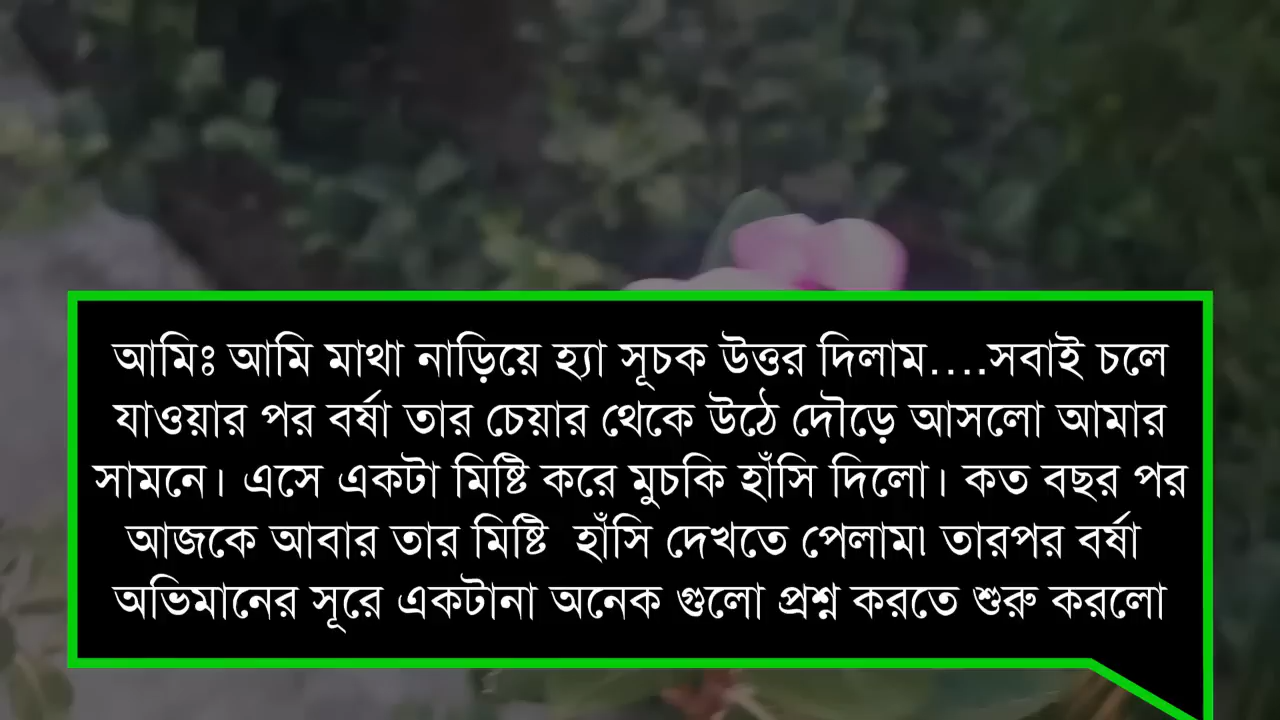 আমিঃ আমি মাথা নাড়িয়ে হ্যা সূচক উত্তর দিলাম....সবাই চলে
যাওয়ার পর বর্ষা তার চেয়ার থেকে উঠে দৌড়ে আসলো আমার
সামনে। এসে একটা মিষ্টি করে মুচকি হাঁসি দিলো। কত বছর পর
আজকে আবার তার মিষ্টি হাঁসি দেখতে পেলাম৷ তারপর বর্ষা
অভিমানের সূরে একটানা অনেক গুলো প্রশ্ন করতে শুরু করলো